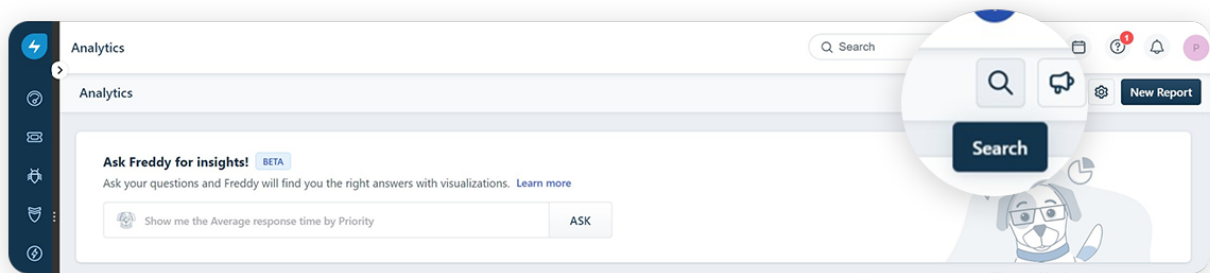 Analytics
Search
1
P
Analytics
New Report
Search
Ask Freddy for insights! BETA
Ask your questions and Freddy will find you the right answers with visualizations. Learn more
Show me the Average response time by Priority
ASK